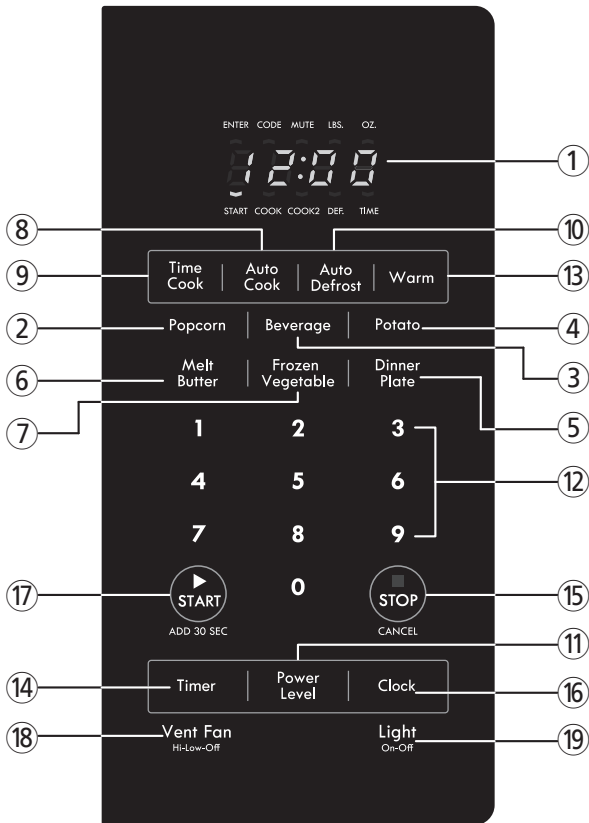 ENTER CODE MUTE LBS. OZ.
12:00
①
START COOK COOK2 DEF. TIME
⑧
⑩
⑨
Time Cook
Auto Cook
Auto Defrost
Warm
⑬
②
Popcorn
Beverage
Potato
④
③
⑥
Melt Butter
Frozen Vegetable
Dinner Plate
⑦
⑤
1 2 3
⑫
4 5 6
7 8 9
⑰
START
0
STOP
⑮
ADD 30 SEC
CANCEL
⑪
⑭
Timer
Power Level
Clock
⑯
⑱
Vent Fan
Hi-Low-Off
Light
On-Off
⑲